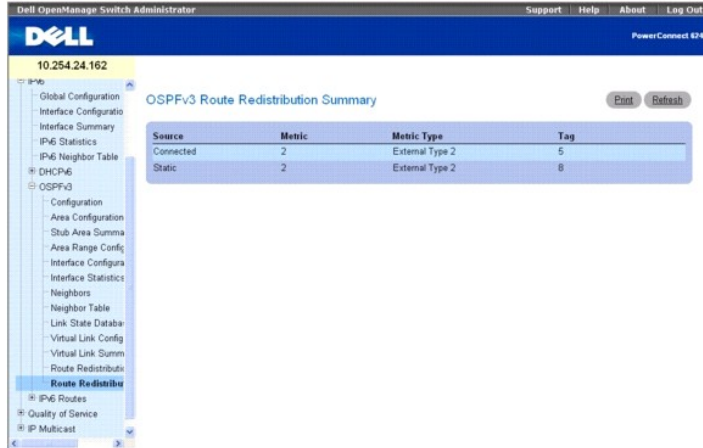 Dell OpenManage Switch Administrator
Support Help About Log Out
DELL
PowerConnect 624
10.254.24.162
IPv6
Global Configuration
Interface Configuratio
Interface Summary
IPv6 Statistics
IPv6 Neighbor Table
DHCPv6
OSPFv3
Configuration
Area Configuration
Stub Area Summa
Area Range Config
Interface Configura
Interface Statistics
Neighbors
Neighbor Table
Link State Databa
Virtual Link Config
Virtual Link Summ
Route Redistributio
Route Redistribut
IPv6 Routes
Quality of Service
IP Multicast
OSPFv3 Route Redistribution Summary
Print Refresh
Source Metric Metric Type Tag
Connected 2 External Type 2 5
Static 2 External Type 2 8